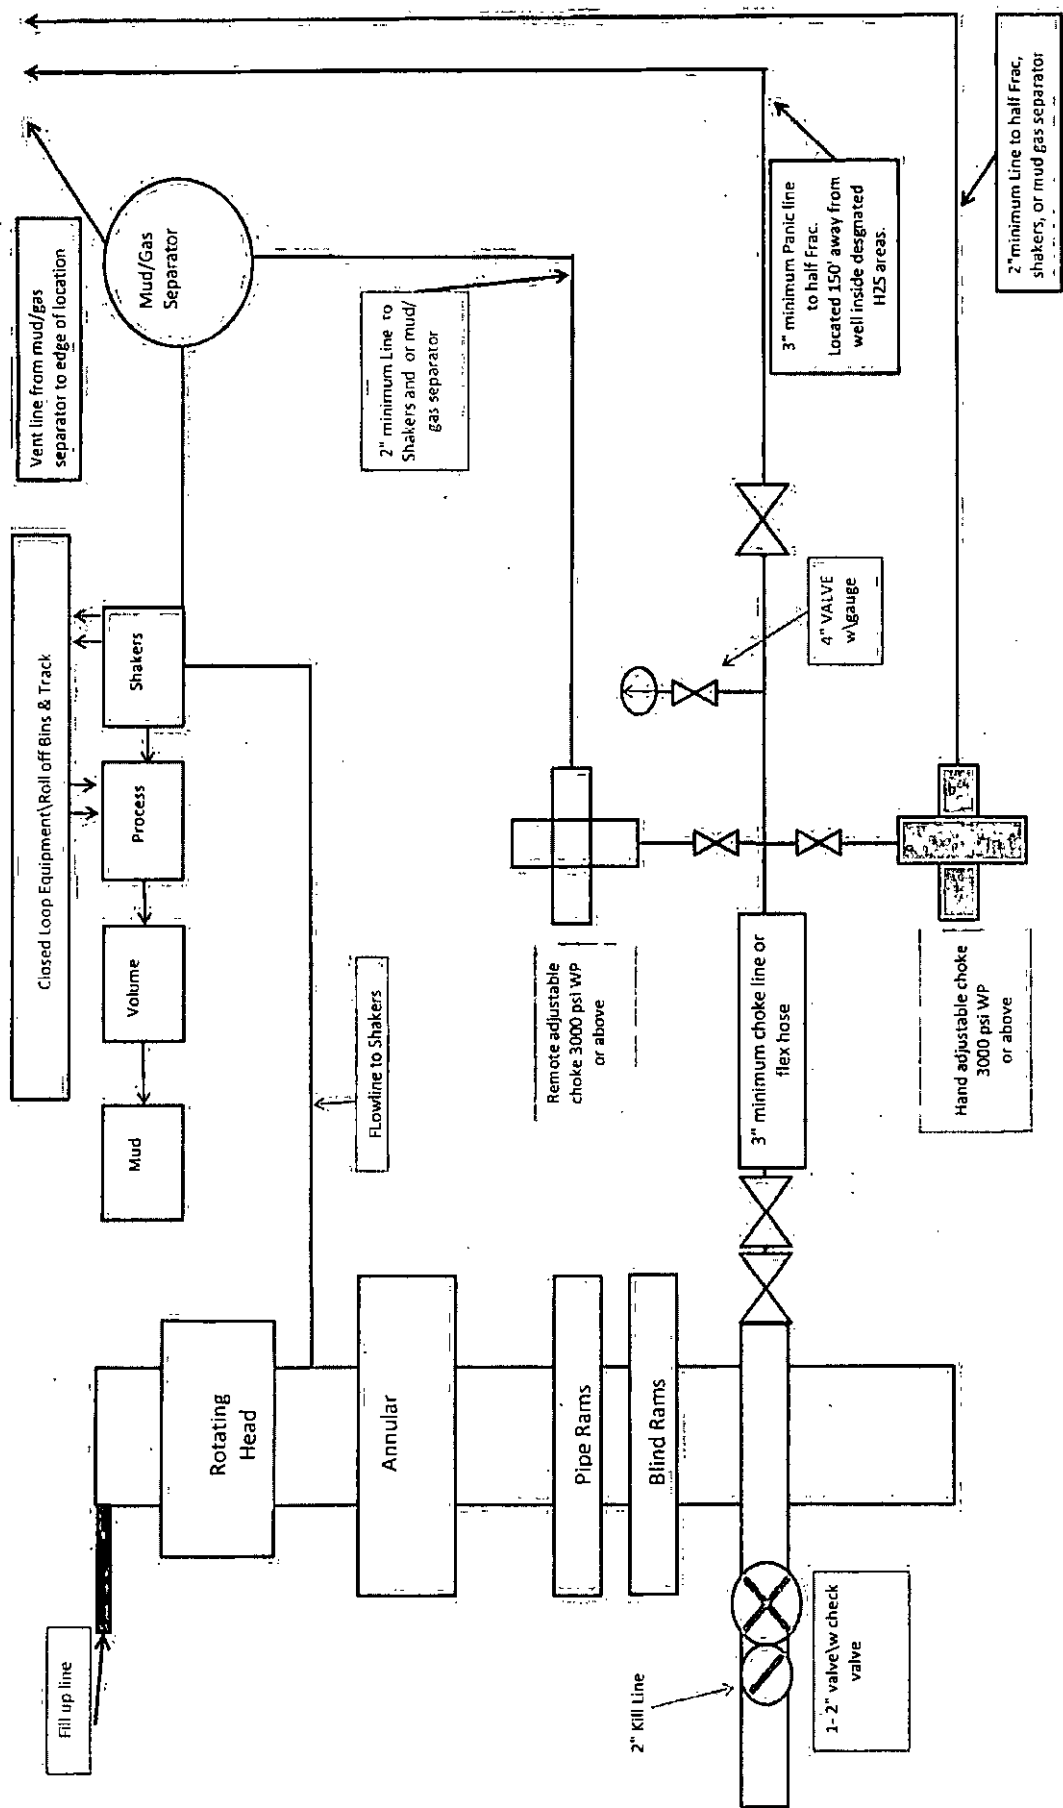 Fill up line
Rotating
Head
Annular
Pipe Rams
Blind Rams
2" Kill Line
1- 2" valve\w check
valve
Closed Loop Equipment\Roll off Bins & Track
Mud
Volume
Process
Shakers
FLowline to Shakers
Vent line from mud/gas
separator to edge of location
Mud/Gas
Separator
2" minimum Line to
Shakers and or mud/
gas separator
Remote adjustable
choke 3000 psi WP
or above
3" minimum choke line or
flex hose
4" VALVE
w\gauge
3" minimum Panic line
to half Frac.
Located 150' away from
well inside desgnated
H2S areas.
Hand adjustable choke
3000 psi WP
or above
2"minimum Line to half Frac,
shakers, or mud gas separator